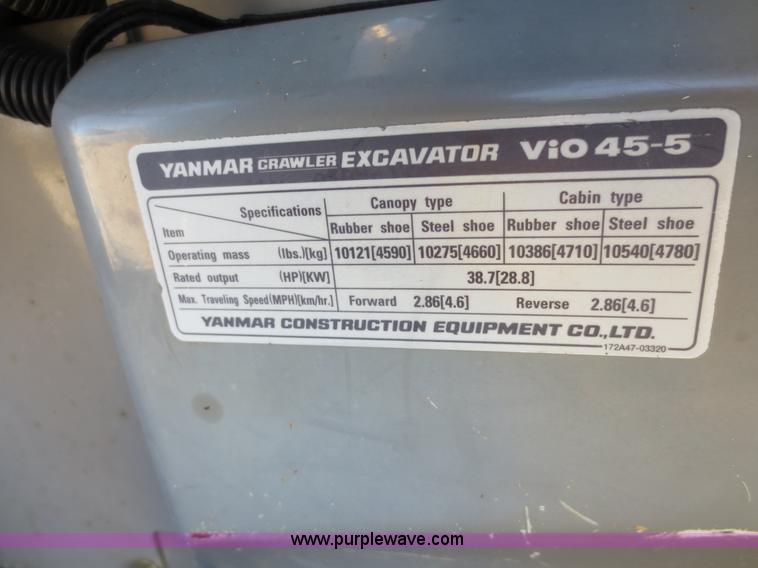 YANMAR CRAWLER EXCAVATOR ViO 45-5
Specifications Canopy type Cabin type
Item Rubber shoe Steel shoe Rubber shoe Steel shoe
Operating mass (lbs.)[kg] 10121[4590] 10275[4660] 10386[4710] 10540[4780]
Rated output (HP)[KW] 38.7[28.8]
Max. Traveling Speed(MPH)[km/hr.] Forward 2.86[4.6] Reverse 2.86[4.6]
YANMAR CONSTRUCTION EQUIPMENT CO.,LTD.
172A47-03320
www.purplewave.com